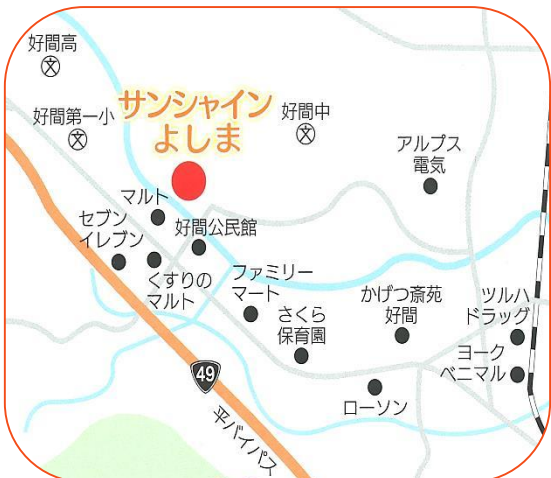 好間高
好間第一小
サンシャイン
よしま
好間中
アルプス
電気
マルト
セブン
イレブン
好間公民館
くすりの
マルト
ファミリー
マート
さくら
保育園
かげつ斎苑
好間
ツルハ
ドラッグ
ヨーク
ベニマル
ローソン
49
平バイパス
文
文
文